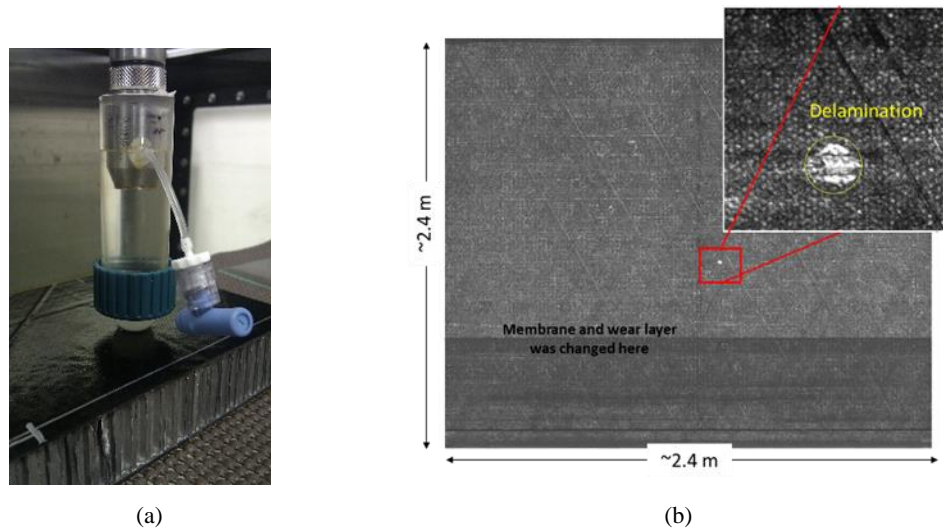 Delamination
~2.4 m
Membrane and wear layer
was changed here
~2.4 m
(a)
(b)